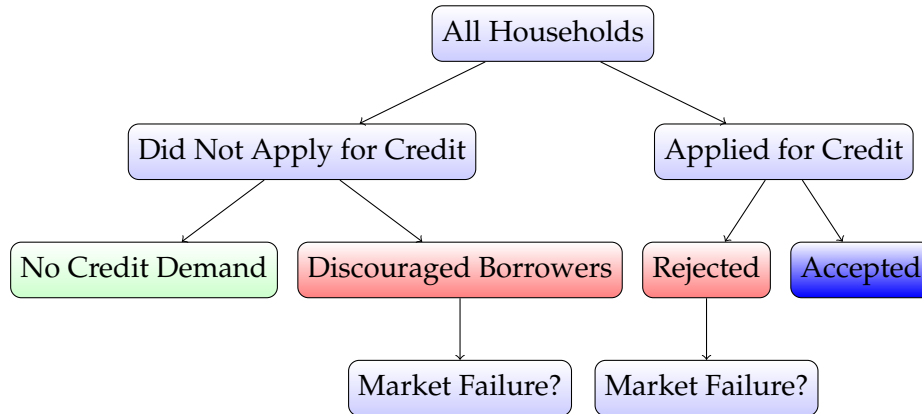 All Households
Did Not Apply for Credit
Applied for Credit
No Credit Demand
Discouraged Borrowers
Rejected
Accepted
Market Failure?
Market Failure?